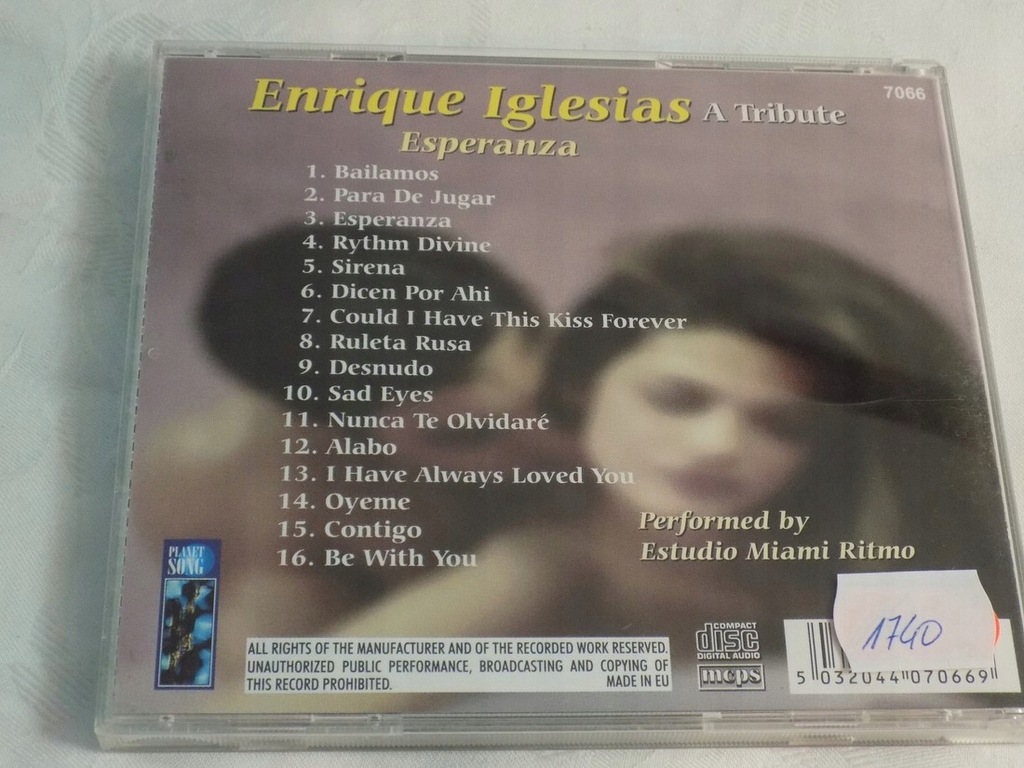 Enrique Iglesias A Tribute
7066
Esperanza
1. Bailamos
2. Para De Jugar
3. Esperanza
4. Rythm Divine
5. Sirena
6. Dicen Por Ahi
7. Could I Have This Kiss Forever
8. Ruleta Rusa
9. Desnudo
10. Sad Eyes
11. Nunca Te Olvidaré
12. Alabo
13. I Have Always Loved You
14. Oyeme
15. Contigo
16. Be With You
Performed by
Estudio Miami Ritmo
PLANET
SONG
ALL RIGHTS OF THE MANUFACTURER AND OF THE RECORDED WORK RESERVED.
UNAUTHORIZED PUBLIC PERFORMANCE, BROADCASTING AND COPYING OF
THIS RECORD PROHIBITED. MADE IN EU
COMPACT
disc
DIGITAL AUDIO
mcps
1740
5 032044 070669